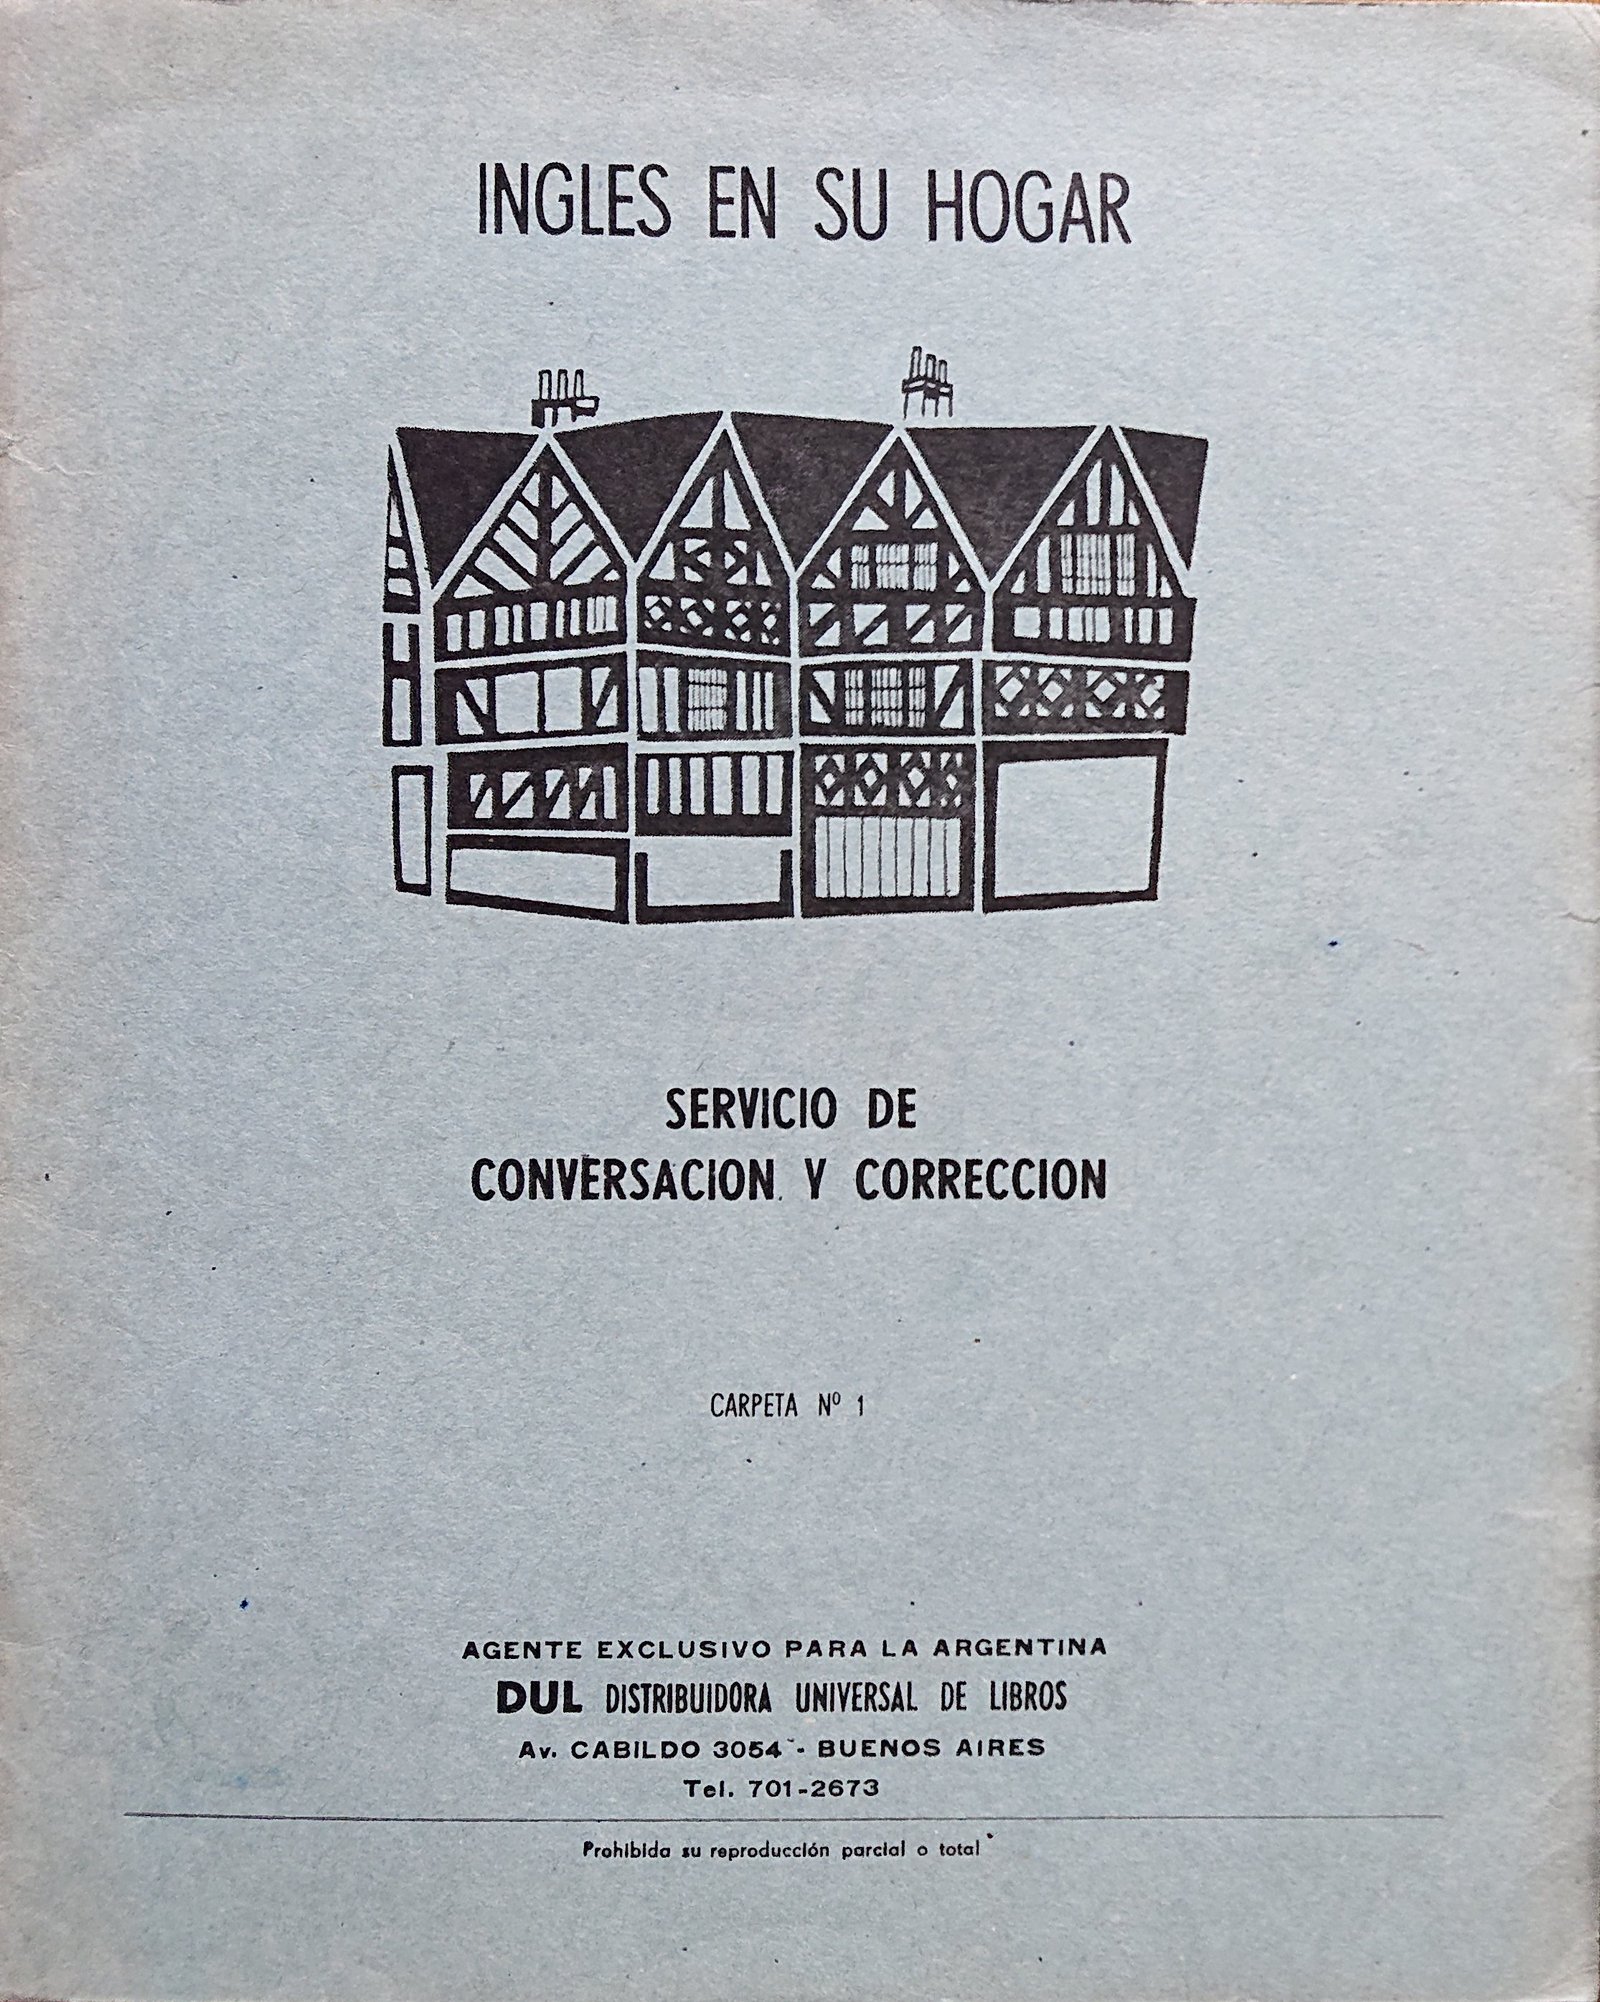 INGLES EN SU HOGAR
SERVICIO DE
CONVERSACION Y CORRECCION
CARPETA Nº 1
AGENTE EXCLUSIVO PARA LA ARGENTINA
DUL DISTRIBUIDORA UNIVERSAL DE LIBROS
Av. CABILDO 3054 - BUENOS AIRES
Tel. 701-2673
Prohibida su reproducción parcial o total